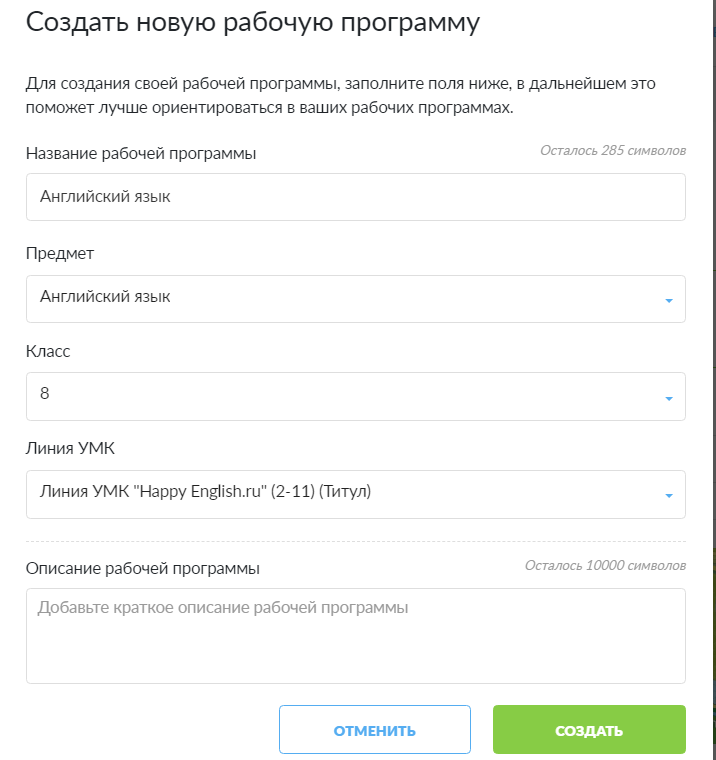 Создать новую рабочую программу
Для создания своей рабочей программы, заполните поля ниже, в дальнейшем это
поможет лучше ориентироваться в ваших рабочих программах.
Название рабочей программы
Осталось 285 символов
Английский язык
Предмет
Английский язык
Класс
8
Линия УМК
Линия УМК "Happy English.ru" (2-11) (Титул)
Описание рабочей программы
Осталось 10000 символов
Добавьте краткое описание рабочей программы
ОТМЕНИТЬ
СОЗДАТЬ